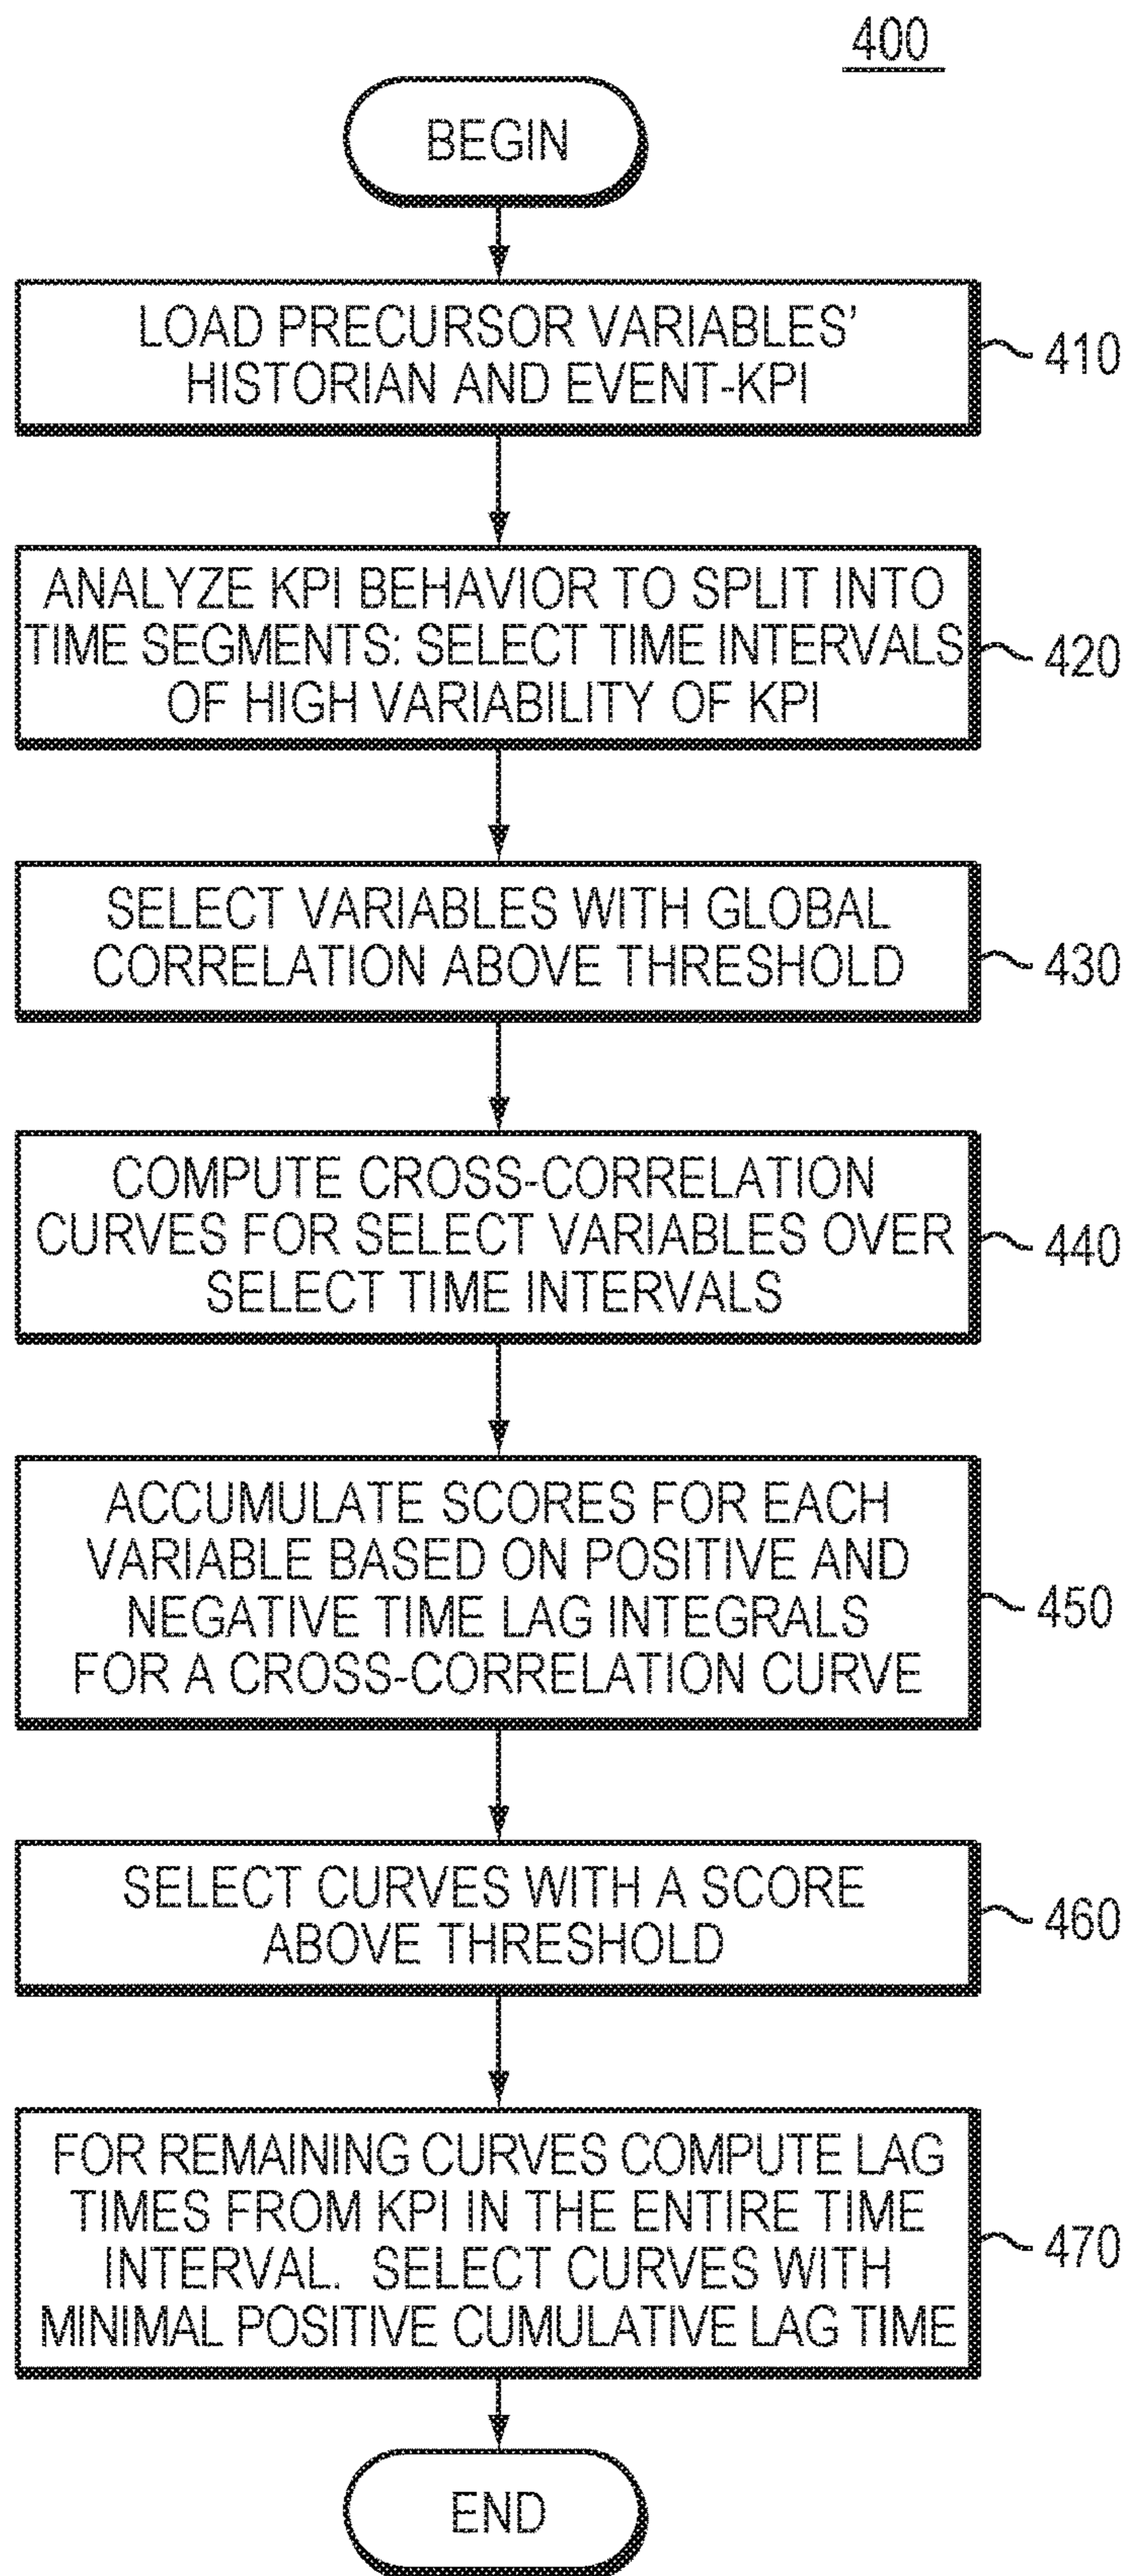 400
BEGIN
LOAD PRECURSOR VARIABLES'
HISTORIAN AND EVENT-KPI
410
ANALYZE KPI BEHAVIOR TO SPLIT INTO
TIME SEGMENTS: SELECT TIME INTERVALS
OF HIGH VARIABILITY OF KPI
420
SELECT VARIABLES WITH GLOBAL
CORRELATION ABOVE THRESHOLD
430
COMPUTE CROSS-CORRELATION
CURVES FOR SELECT VARIABLES OVER
SELECT TIME INTERVALS
440
ACCUMULATE SCORES FOR EACH
VARIABLE BASED ON POSITIVE AND
NEGATIVE TIME LAG INTEGRALS
FOR A CROSS-CORRELATION CURVE
450
SELECT CURVES WITH A SCORE
ABOVE THRESHOLD
460
FOR REMAINING CURVES COMPUTE LAG
TIMES FROM KPI IN THE ENTIRE TIME
INTERVAL. SELECT CURVES WITH
MINIMAL POSITIVE CUMULATIVE LAG TIME
470
END